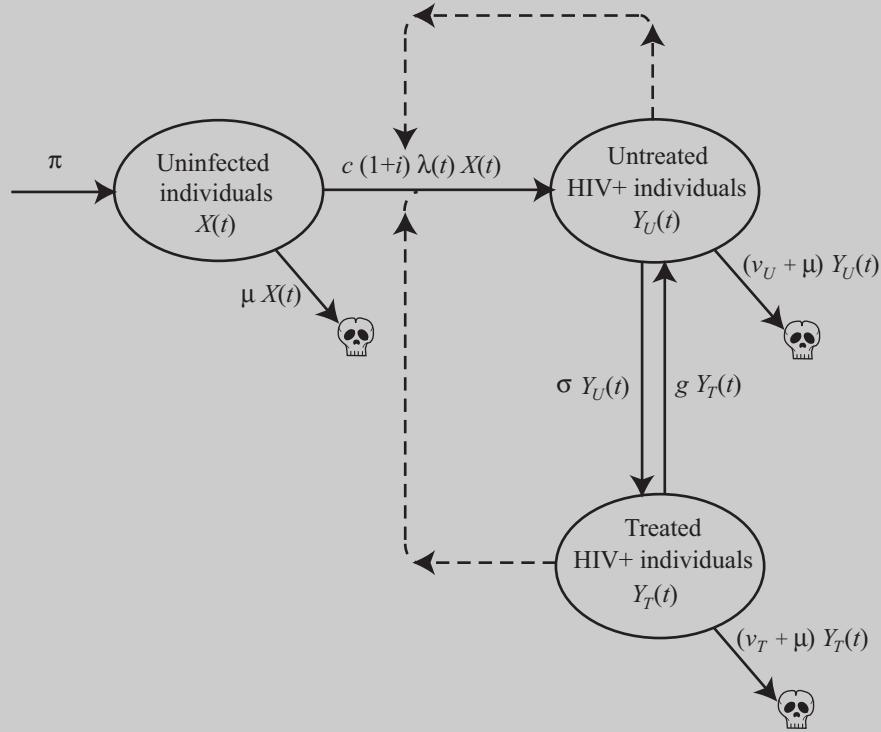 π
Uninfected
individuals
X(t)
c (1+i) λ(t) X(t)
Untreated
HIV+ individuals
Y_U(t)
μ X(t)
(v_U + μ) Y_U(t)
σ Y_U(t)
g Y_T(t)
Treated
HIV+ individuals
Y_T(t)
(v_T + μ) Y_T(t)